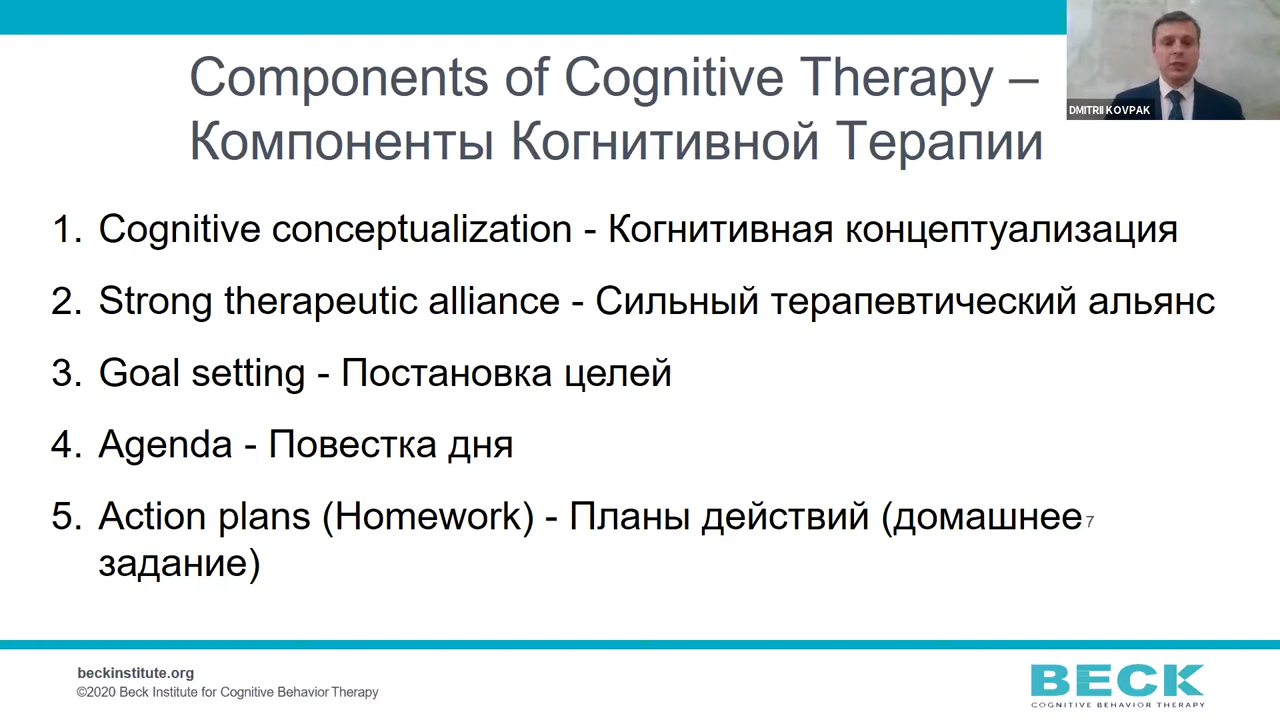 Components of Cognitive Therapy –
Компоненты Когнитивной Терапии
DMITRII KOVPAK
1. Cognitive conceptualization - Когнитивная концептуализация
2. Strong therapeutic alliance - Сильный терапевтический альянс
3. Goal setting - Постановка целей
4. Agenda - Повестка дня
5. Action plans (Homework) - Планы действий (домашнее
задание)
7
beckinstitute.org
©2020 Beck Institute for Cognitive Behavior Therapy
BECK
COGNITIVE BEHAVIOR THERAPY